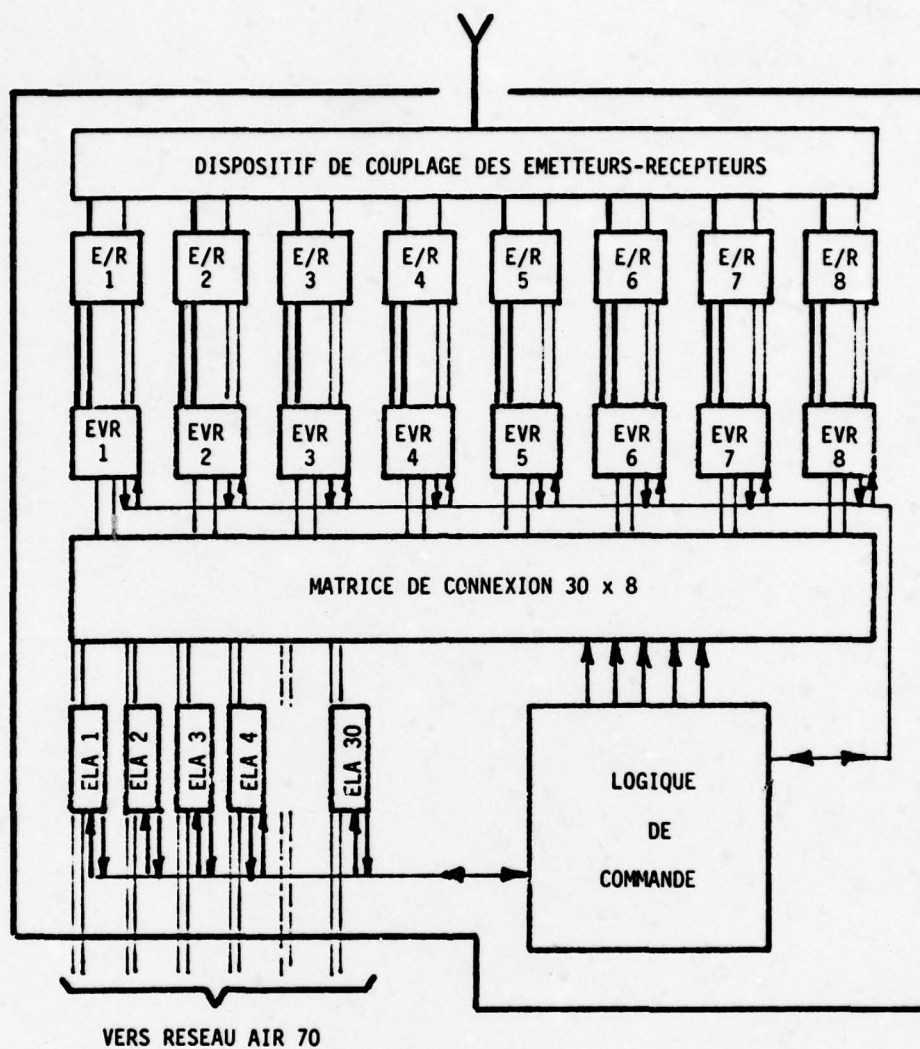 DISPOSITIF DE COUPLAGE DES EMETTEURS-RECEPTEURS
E/R
1
E/R
2
E/R
3
E/R
4
E/R
5
E/R
6
E/R
7
E/R
8
EVR
1
EVR
2
EVR
3
EVR
4
EVR
5
EVR
6
EVR
7
EVR
8
MATRICE DE CONNEXION 30 x 8
ELA 1
ELA 2
ELA 3
ELA 4
ELA 30
LOGIQUE
DE
COMMANDE
VERS RESEAU AIR 70